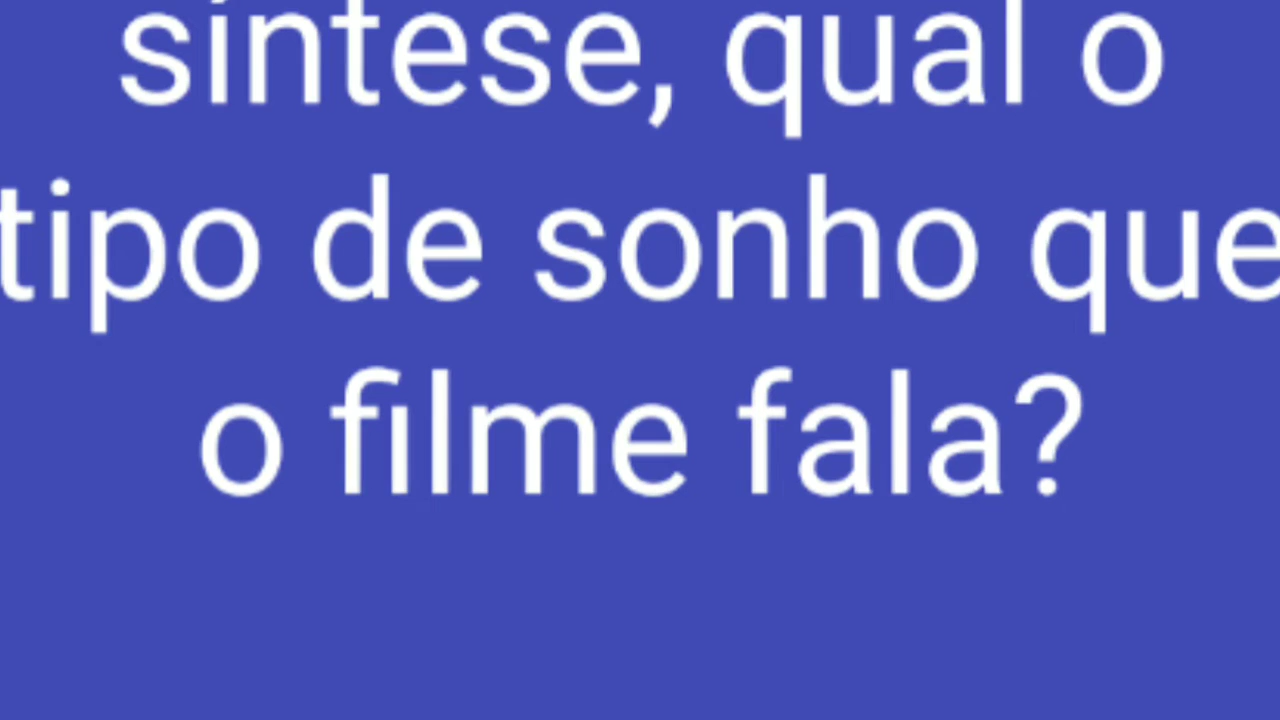 síntese, qual o
tipo de sonho que
o filme fala?